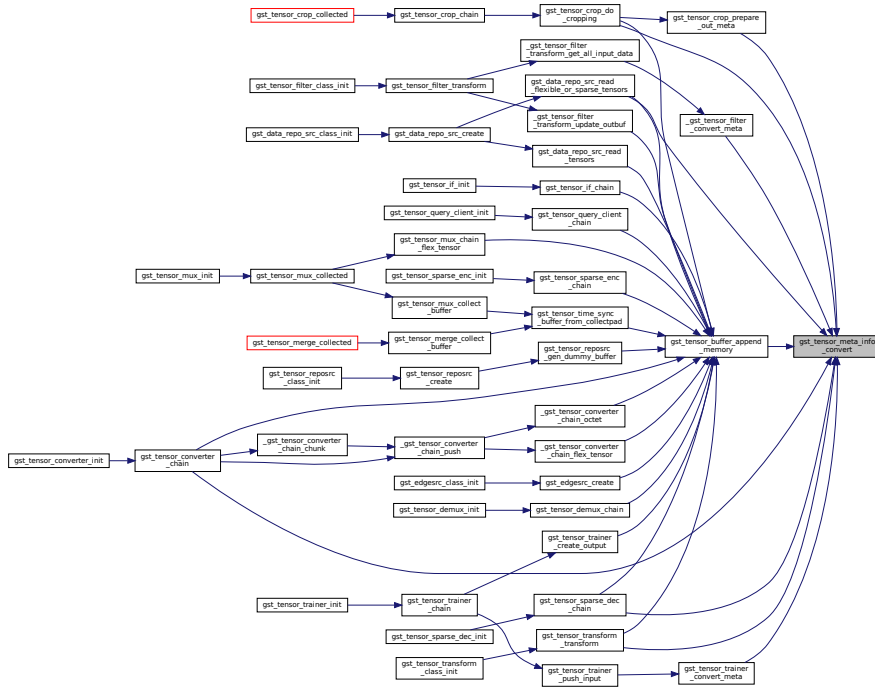 gst_tensor_crop_collected
gst_tensor_crop_chain
gst_tensor_crop_do
_cropping
gst_tensor_crop_prepare
_out_meta
_gst_tensor_filter
_transform_get_all_input_data
gst_tensor_filter_class_init
gst_tensor_filter_transform
gst_data_repo_src_read
_flexible_or_sparse_tensors
_gst_tensor_filter
_transform_update_outbuf
_gst_tensor_filter
_convert_meta
gst_data_repo_src_class_init
gst_data_repo_src_create
gst_data_repo_src_read
_tensors
gst_tensor_if_init
gst_tensor_if_chain
gst_tensor_query_client_init
gst_tensor_query_client
_chain
gst_tensor_mux_chain
_flex_tensor
gst_tensor_mux_init
gst_tensor_mux_collected
gst_tensor_sparse_enc_init
gst_tensor_sparse_enc
_chain
gst_tensor_mux_collect
_buffer
gst_tensor_time_sync
_buffer_from_collectpad
gst_tensor_merge_collected
gst_tensor_merge_collect
_buffer
gst_tensor_buffer_append
_memory
gst_tensor_meta_info
_convert
gst_tensor_reposrc
_gen_dummy_buffer
gst_tensor_reposrc
_class_init
gst_tensor_reposrc
_create
_gst_tensor_converter
_chain_octet
_gst_tensor_converter
_chain_chunk
_gst_tensor_converter
_chain_push
_gst_tensor_converter
_chain_flex_tensor
gst_tensor_converter_init
gst_tensor_converter
_chain
gst_edgesrc_class_init
gst_edgesrc_create
gst_tensor_demux_init
gst_tensor_demux_chain
gst_tensor_trainer
_create_output
gst_tensor_trainer_init
gst_tensor_trainer
_chain
gst_tensor_sparse_dec
_chain
gst_tensor_sparse_dec_init
gst_tensor_transform
_transform
gst_tensor_transform
_class_init
gst_tensor_trainer
_push_input
gst_tensor_trainer
_convert_meta